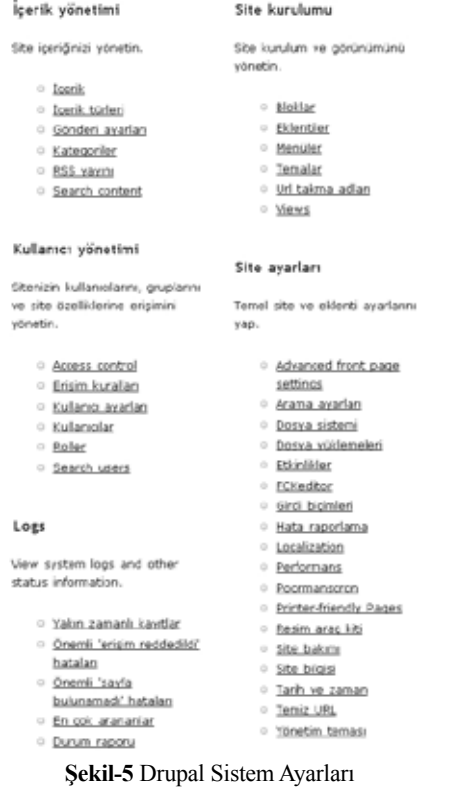 İçerik yönetimi
Site içeriğinizi yönetin.
İçerik
İçerik türleri
Gönderi ayarları
Kategoriler
RSS yayını
Search content
Kullanıcı yönetimi
Sitenizin kullanıcılarını, gruplarını
ve site özelliklerine erişimini
yönetin.
Access control
Erişim kuralları
Kullanıcı ayarları
Kullanıcılar
Roller
Search users
Logs
View system logs and other
status information.
Yakın zamanlı kayıtlar
Önemli 'erişim reddedildi'
hataları
Önemli 'sayfa
bulunamadı' hataları
En çok arananlar
Durum raporu
Site kurulumu
Site kurulum ve görünümünü
yönetin.
Bloklar
Eklentiler
Menüler
Temalar
Url takma adları
Views
Site ayarları
Temel site ve eklenti ayarlarını
yap.
Advanced front page
settings
Arama ayarları
Dosya sistemi
Dosya yüklemeleri
Etkinlikler
FCKeditor
Girdi biçimleri
Hata raporlama
Localization
Performans
Poormanscron
Printer-friendly Pages
Resim araç kiti
Site bakımı
Site bilgisi
Tarih ve zaman
Temiz URL
Yönetim teması
Şekil-5 Drupal Sistem Ayarları